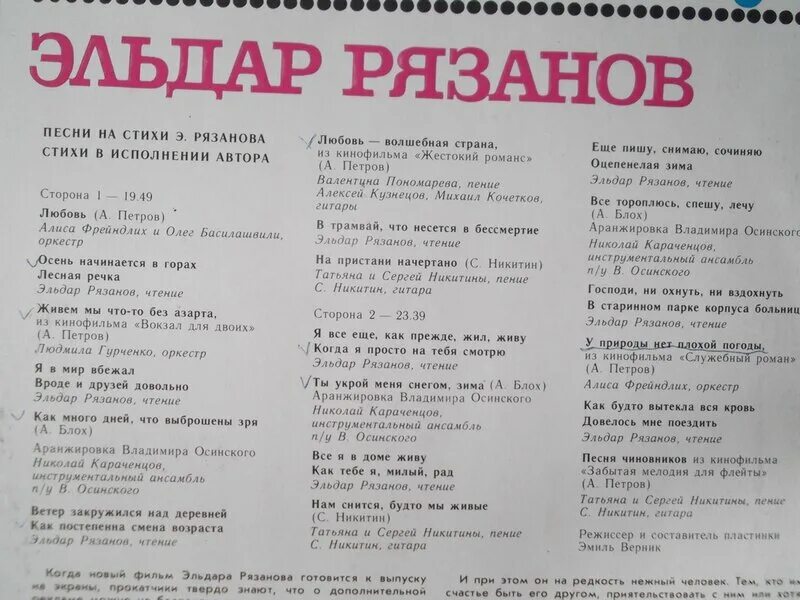 ЭЛЬДАР РЯЗАНОВ
ПЕСНИ НА СТИХИ Э. РЯЗАНОВА
СТИХИ В ИСПОЛНЕНИИ АВТОРА
Сторона 1 — 19.49
Любовь (А. Петров)
Алиса Фрейндлих и Олег Басилашвили,
оркестр
Осень начинается в горах
Лесная речка
Эльдар Рязанов, чтение
Живем мы что-то без азарта,
из кинофильма «Вокзал для двоих»
(А. Петров)
Людмила Гурченко, оркестр
Я в мир вбежал
Вроде и друзей довольно
Эльдар Рязанов, чтение
Как много дней, что выброшены зря
(А. Блох)
Аранжировка Владимира Осинского
Николай Караченцов,
инструментальный ансамбль
п/у В. Осинского
Ветер закружился над деревней
Как постепенна смена возраста
Эльдар Рязанов, чтение
Любовь — волшебная страна,
из кинофильма «Жестокий романс»
(А. Петров)
Валентина Пономарева, пение
Алексей Кузнецов, Михаил Кочетков,
гитары
В трамвай, что несется в бессмертие
Эльдар Рязанов, чтение
На пристани начертано (С. Никитин)
Татьяна и Сергей Никитины, пение
С. Никитин, гитара
Сторона 2 — 23.39
Я все еще, как прежде, жил, живу
Когда я просто на тебя смотрю
Эльдар Рязанов, чтение
Ты укрой меня снегом, зима (А. Блох)
Аранжировка Владимира Осинского
Николай Караченцов,
инструментальный ансамбль
п/у В. Осинского
Все я в доме живу
Как тебе я, милый, рад
Эльдар Рязанов, чтение
Нам снится, будто мы живые
(С. Никитин)
Татьяна и Сергей Никитины, пение
С. Никитин, гитара
Еще пишу, снимаю, сочиняю
Оцепенелая зима
Эльдар Рязанов, чтение
Все тороплюсь, спешу, лечу
(А. Блох)
Аранжировка Владимира Осинского
Николай Караченцов,
инструментальный ансамбль
п/у В. Осинского
Господи, ни охнуть, ни вздохнуть
В старинном парке корпуса больниц
Эльдар Рязанов, чтение
У природы нет плохой погоды,
из кинофильма «Служебный роман»
(А. Петров)
Алиса Фрейндлих, оркестр
Как будто вытекла вся кровь
Довелось мне поездить
Эльдар Рязанов, чтение
Песня чиновников из кинофильма
«Забытая мелодия для флейты»
(А. Петров)
Татьяна и Сергей Никитины, пение
С. Никитин, гитара
Режиссер и составитель пластинки
Эмиль Верник
Когда новый фильм Эльдара Рязанова готовится к выпуску
на экраны, прокатчики твердо знают, что о дополнительной
И при этом он на редкость нежный человек. Тем, кто
счастье быть его другом, приятельствовать с ним или